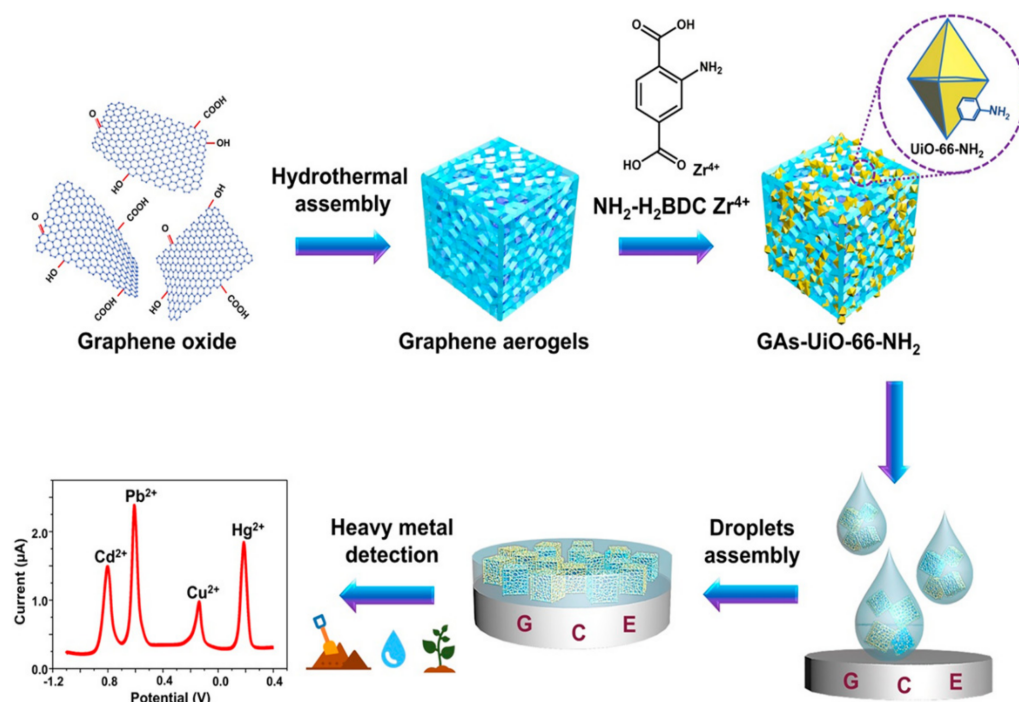 O
COOH
OH
HO
COOH
OH
O
O
HO
COOH
HO
COOH
Graphene oxide
Hydrothermal
assembly
Graphene aerogels
O
OH
NH₂
HO
O
Zr⁴⁺
NH₂-H₂BDC Zr⁴⁺
NH₂
UiO-66-NH₂
GAs-UiO-66-NH₂
Droplets
assembly
G C E
G C E
Heavy metal
detection
Current (μA)
2.0
1.0
0.0
Cd²⁺
Pb²⁺
Cu²⁺
Hg²⁺
-1.2
0.8
0.4
0.0
0.4
Potential (V)